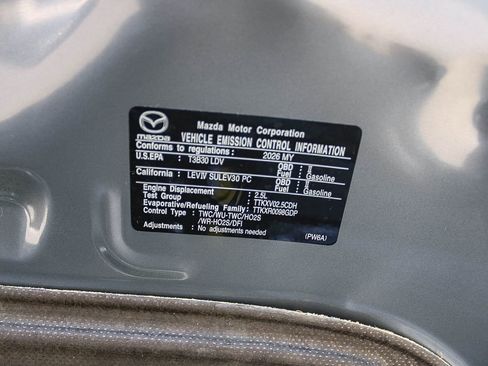 mazda
Mazda Motor Corporation
VEHICLE EMISSION CONTROL INFORMATION
Conforms to regulations : 2026 MY
U.S.EPA : T3B30 LDV OBD : II Fuel : Gasoline
California : LEVIV SULEV30 PC OBD : II Fuel : Gasoline
Engine Displacement : 2.5L
Test Group : TTKXV02.5CDH
Evaporative/Refueling Family : TTKXR0098GDP
Control Type : TWC/WU-TWC/HO2S
/WR-HO2S/DFI
Adjustments : No adjustments needed
(PW8A)